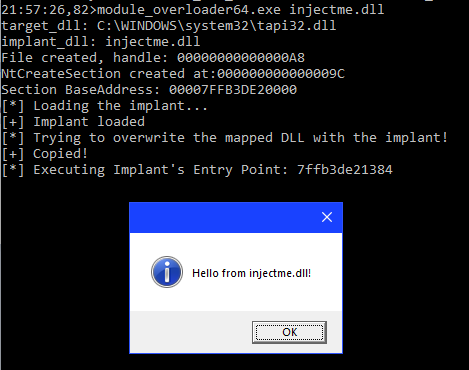 21:57:26,82>module_overloader64.exe injectme.dll
target_dll: C:\WINDOWS\system32\tapi32.dll
implant_dll: injectme.dll
File created, handle: 00000000000000A8
NtCreateSection created at:000000000000009C
Section BaseAddress: 00007FFB3DE20000
[*] Loading the implant...
[+] Implant loaded
[*] Trying to overwrite the mapped DLL with the implant!
[+] Copied!
[*] Executing Implant's Entry Point: 7ffb3de21384
Hello from injectme.dll!
OK